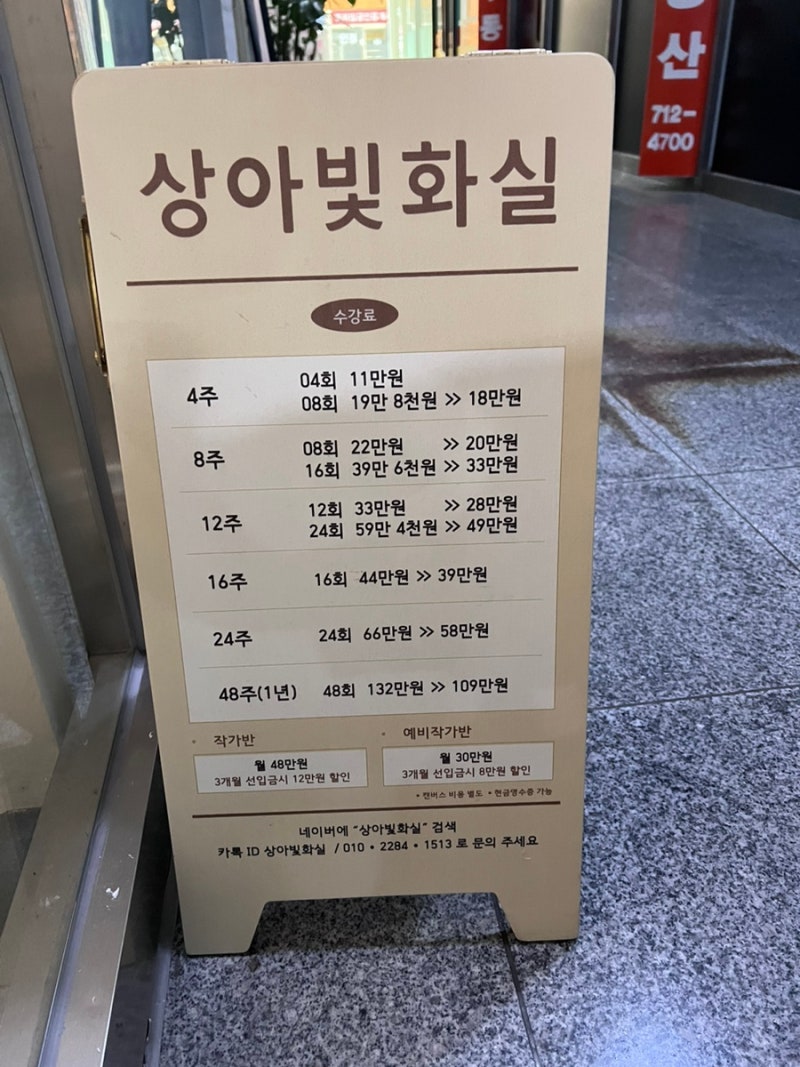 통
산
712-
4700
상아빛화실
수강료
4주 04회 11만원
08회 19만 8천원 >> 18만원
8주 08회 22만원 >> 20만원
16회 39만 6천원 >> 33만원
12주 12회 33만원 >> 28만원
24회 59만 4천원 >> 49만원
16주 16회 44만원 >> 39만원
24주 24회 66만원 >> 58만원
48주(1년) 48회 132만원 >> 109만원
• 작가반
월 48만원
3개월 선입금시 12만원 할인
• 예비작가반
월 30만원
3개월 선입금시 8만원 할인
• 캔버스 비용 별도 • 현금영수증 가능
네이버에 "상아빛화실" 검색
카톡 ID 상아빛화실 / 010 • 2284 • 1513 로 문의 주세요